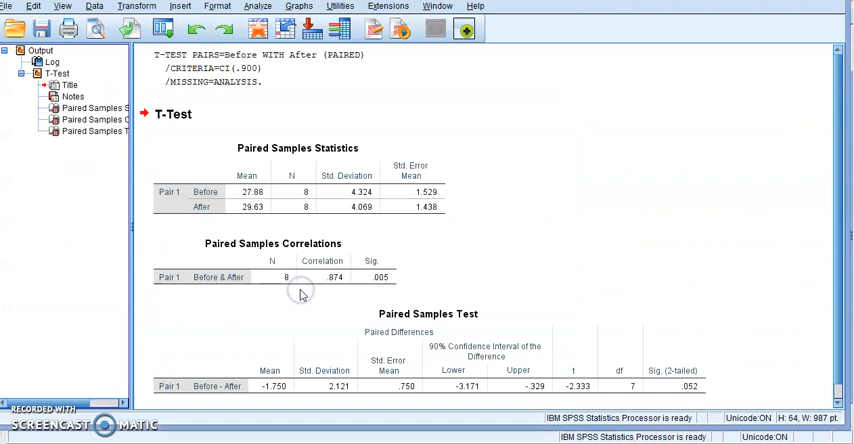 File Edit View Data Transform Insert Format Analyze Graphs Utilities Extensions Window Help
Output
Log
T-Test
Title
Notes
Paired Samples S
Paired Samples C
Paired Samples T
T-TEST PAIRS=Before WITH After (PAIRED)
/CRITERIA=CI(.900)
/MISSING=ANALYSIS.
T-Test
Paired Samples Statistics
Mean N Std. Deviation Std. Error Mean
Pair 1 Before 27.88 8 4.324 1.529
After 29.63 8 4.069 1.438
Paired Samples Correlations
N Correlation Sig.
Pair 1 Before & After 8 .874 .005
Paired Samples Test
Paired Differences
90% Confidence Interval of the Difference
Mean Std. Deviation Std. Error Mean Lower Upper t df Sig. (2-tailed)
Pair 1 Before - After -1.750 2.121 .750 -3.171 -.329 -2.333 7 .052
RECORDED WITH
SCREENCAST MATIC
IBM SPSS Statistics Processor is ready Unicode:ON H: 64, W: 987 pt.
IBM SPSS Statistics Processor is ready Unicode:ON